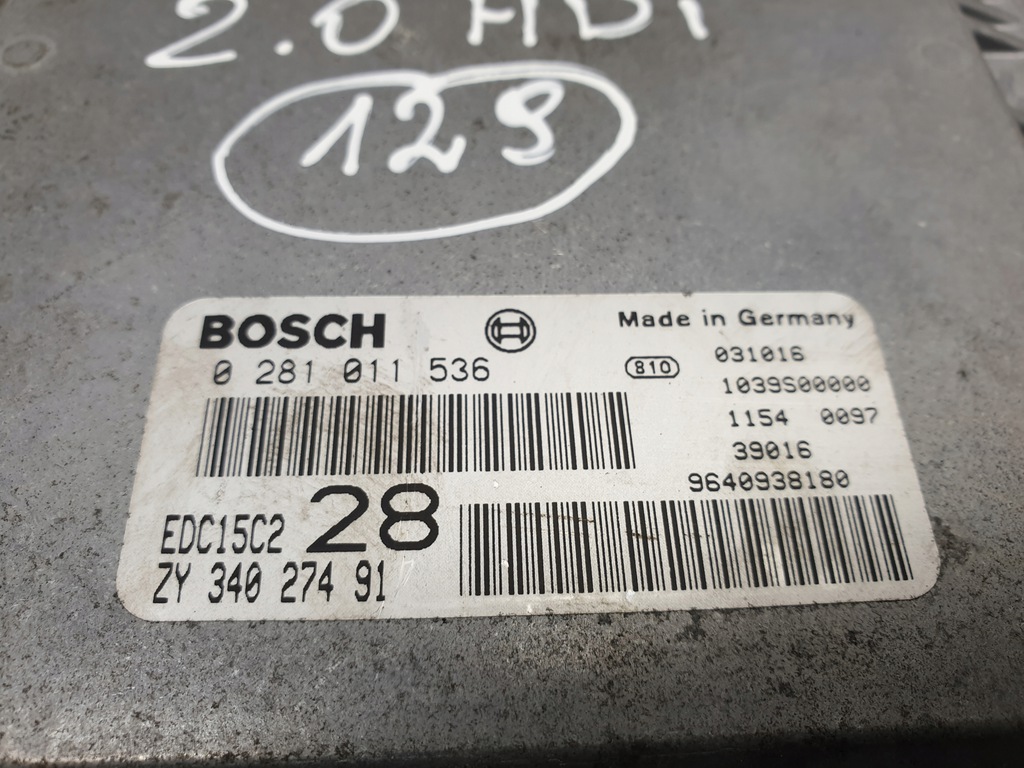 2.0 HDI
129
BOSCH
Made in Germany
0 281 011 536
810
031016
1039S00000
1154 0097
39016
9640938180
EDC15C2 28
ZY 340 274 91